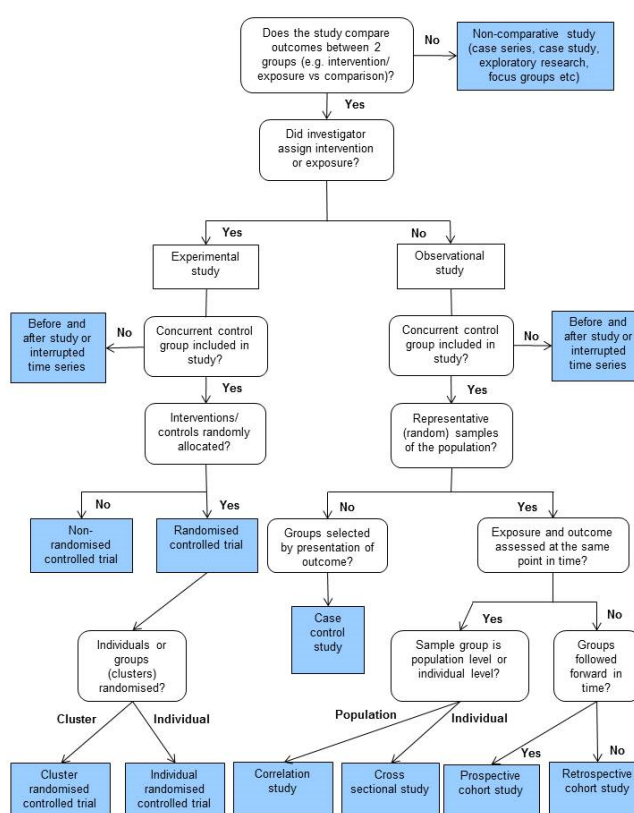 Does the study compare
outcomes between 2
groups (e.g. intervention/
exposure vs comparison)?
No
Non-comparative study
(case series, case study,
exploratory research,
focus groups etc)
Yes
Did investigator
assign intervention
or exposure?
Yes
No
Experimental
study
Observational
study
Before and
after study or
interrupted
time series
No
Concurrent control
group included in
study?
Concurrent control
group included in
study?
No
Before and
after study or
interrupted
time series
Yes
Yes
Interventions/
controls randomly
allocated?
Representative
(random) samples
of the population?
No
Yes
No
Yes
Non-
randomised
controlled trial
Randomised
controlled trial
Groups selected
by presentation of
outcome?
Exposure and outcome
assessed at the same
point in time?
Case
control
study
Yes
No
Individuals or
groups
(clusters)
randomised?
Sample group is
population level or
individual level?
Groups
followed
forward in
time?
Cluster
Individual
Population
Individual
Yes
No
Cluster
randomised
controlled trial
Individual
randomised
controlled trial
Correlation
study
Cross
sectional study
Prospective
cohort study
Retrospective
cohort study